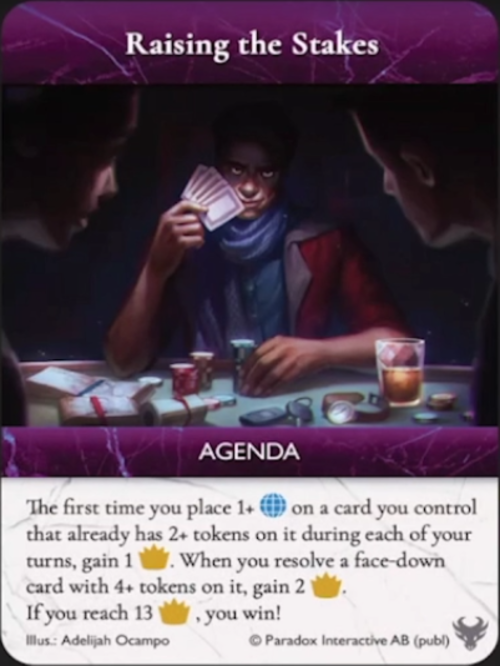 Raising the Stakes
AGENDA
The first time you place 1+ on a card you control
that already has 2+ tokens on it during each of your
turns, gain 1 . When you resolve a face-down
card with 4+ tokens on it, gain 2 .
If you reach 13 , you win!
Illus.: Adelijah Ocampo © Paradox Interactive AB (publ)